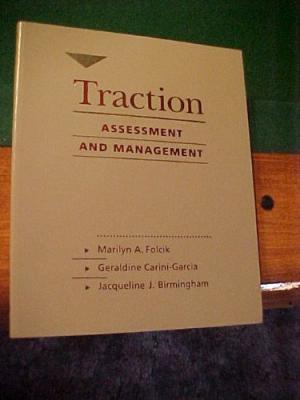 Traction
ASSESSMENT
AND MANAGEMENT
Marilyn A. Folcik
Geraldine Carini-Garcia
Jacqueline J. Birmingham